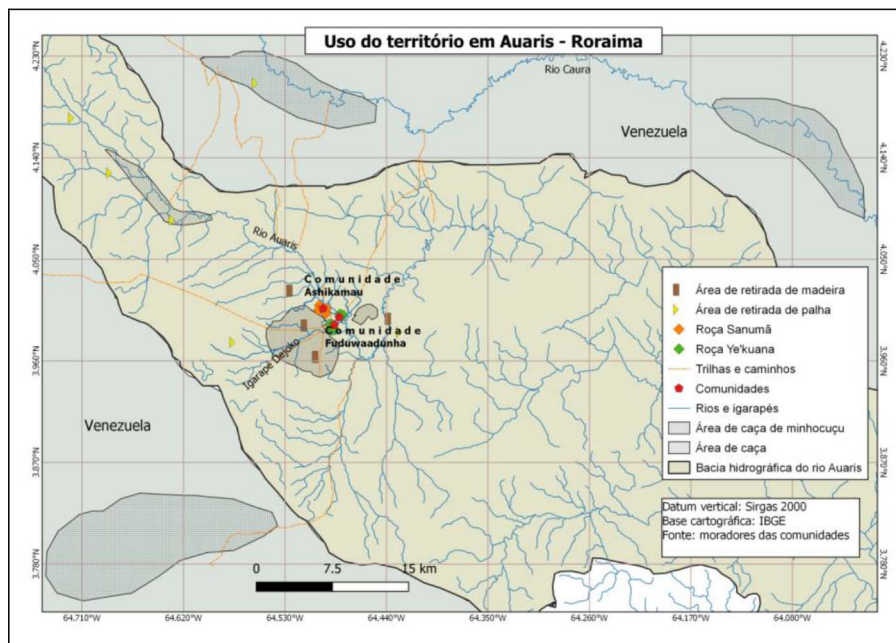 Uso do território em Auaris - Roraima
Rio Caura
Venezuela
Rio Auaris
Comunidade
Ashikamau
Comunidade
Fuduwaadunha
Igarapé Dejoko
Venezuela
Área de retirada de madeira
Área de retirada de palha
Roça Sanumã
Roça Ye'kuana
Trilhas e caminhos
Comunidades
Rios e igarapés
Área de caça de minhocuçu
Área de caça
Bacia hidrográfica do rio Auaris
Datum vertical: Sirgas 2000
Base cartográfica: IBGE
Fonte: moradores das comunidades
0 7.5 15 km
4.230°N
4.140°N
4.050°N
3.960°N
3.870°N
3.780°N
4.230°N
4.140°N
4.050°N
3.960°N
3.870°N
3.780°N
64.710°W 64.620°W 64.530°W 64.440°W 64.350°W 64.260°W 64.170°W 64.080°W